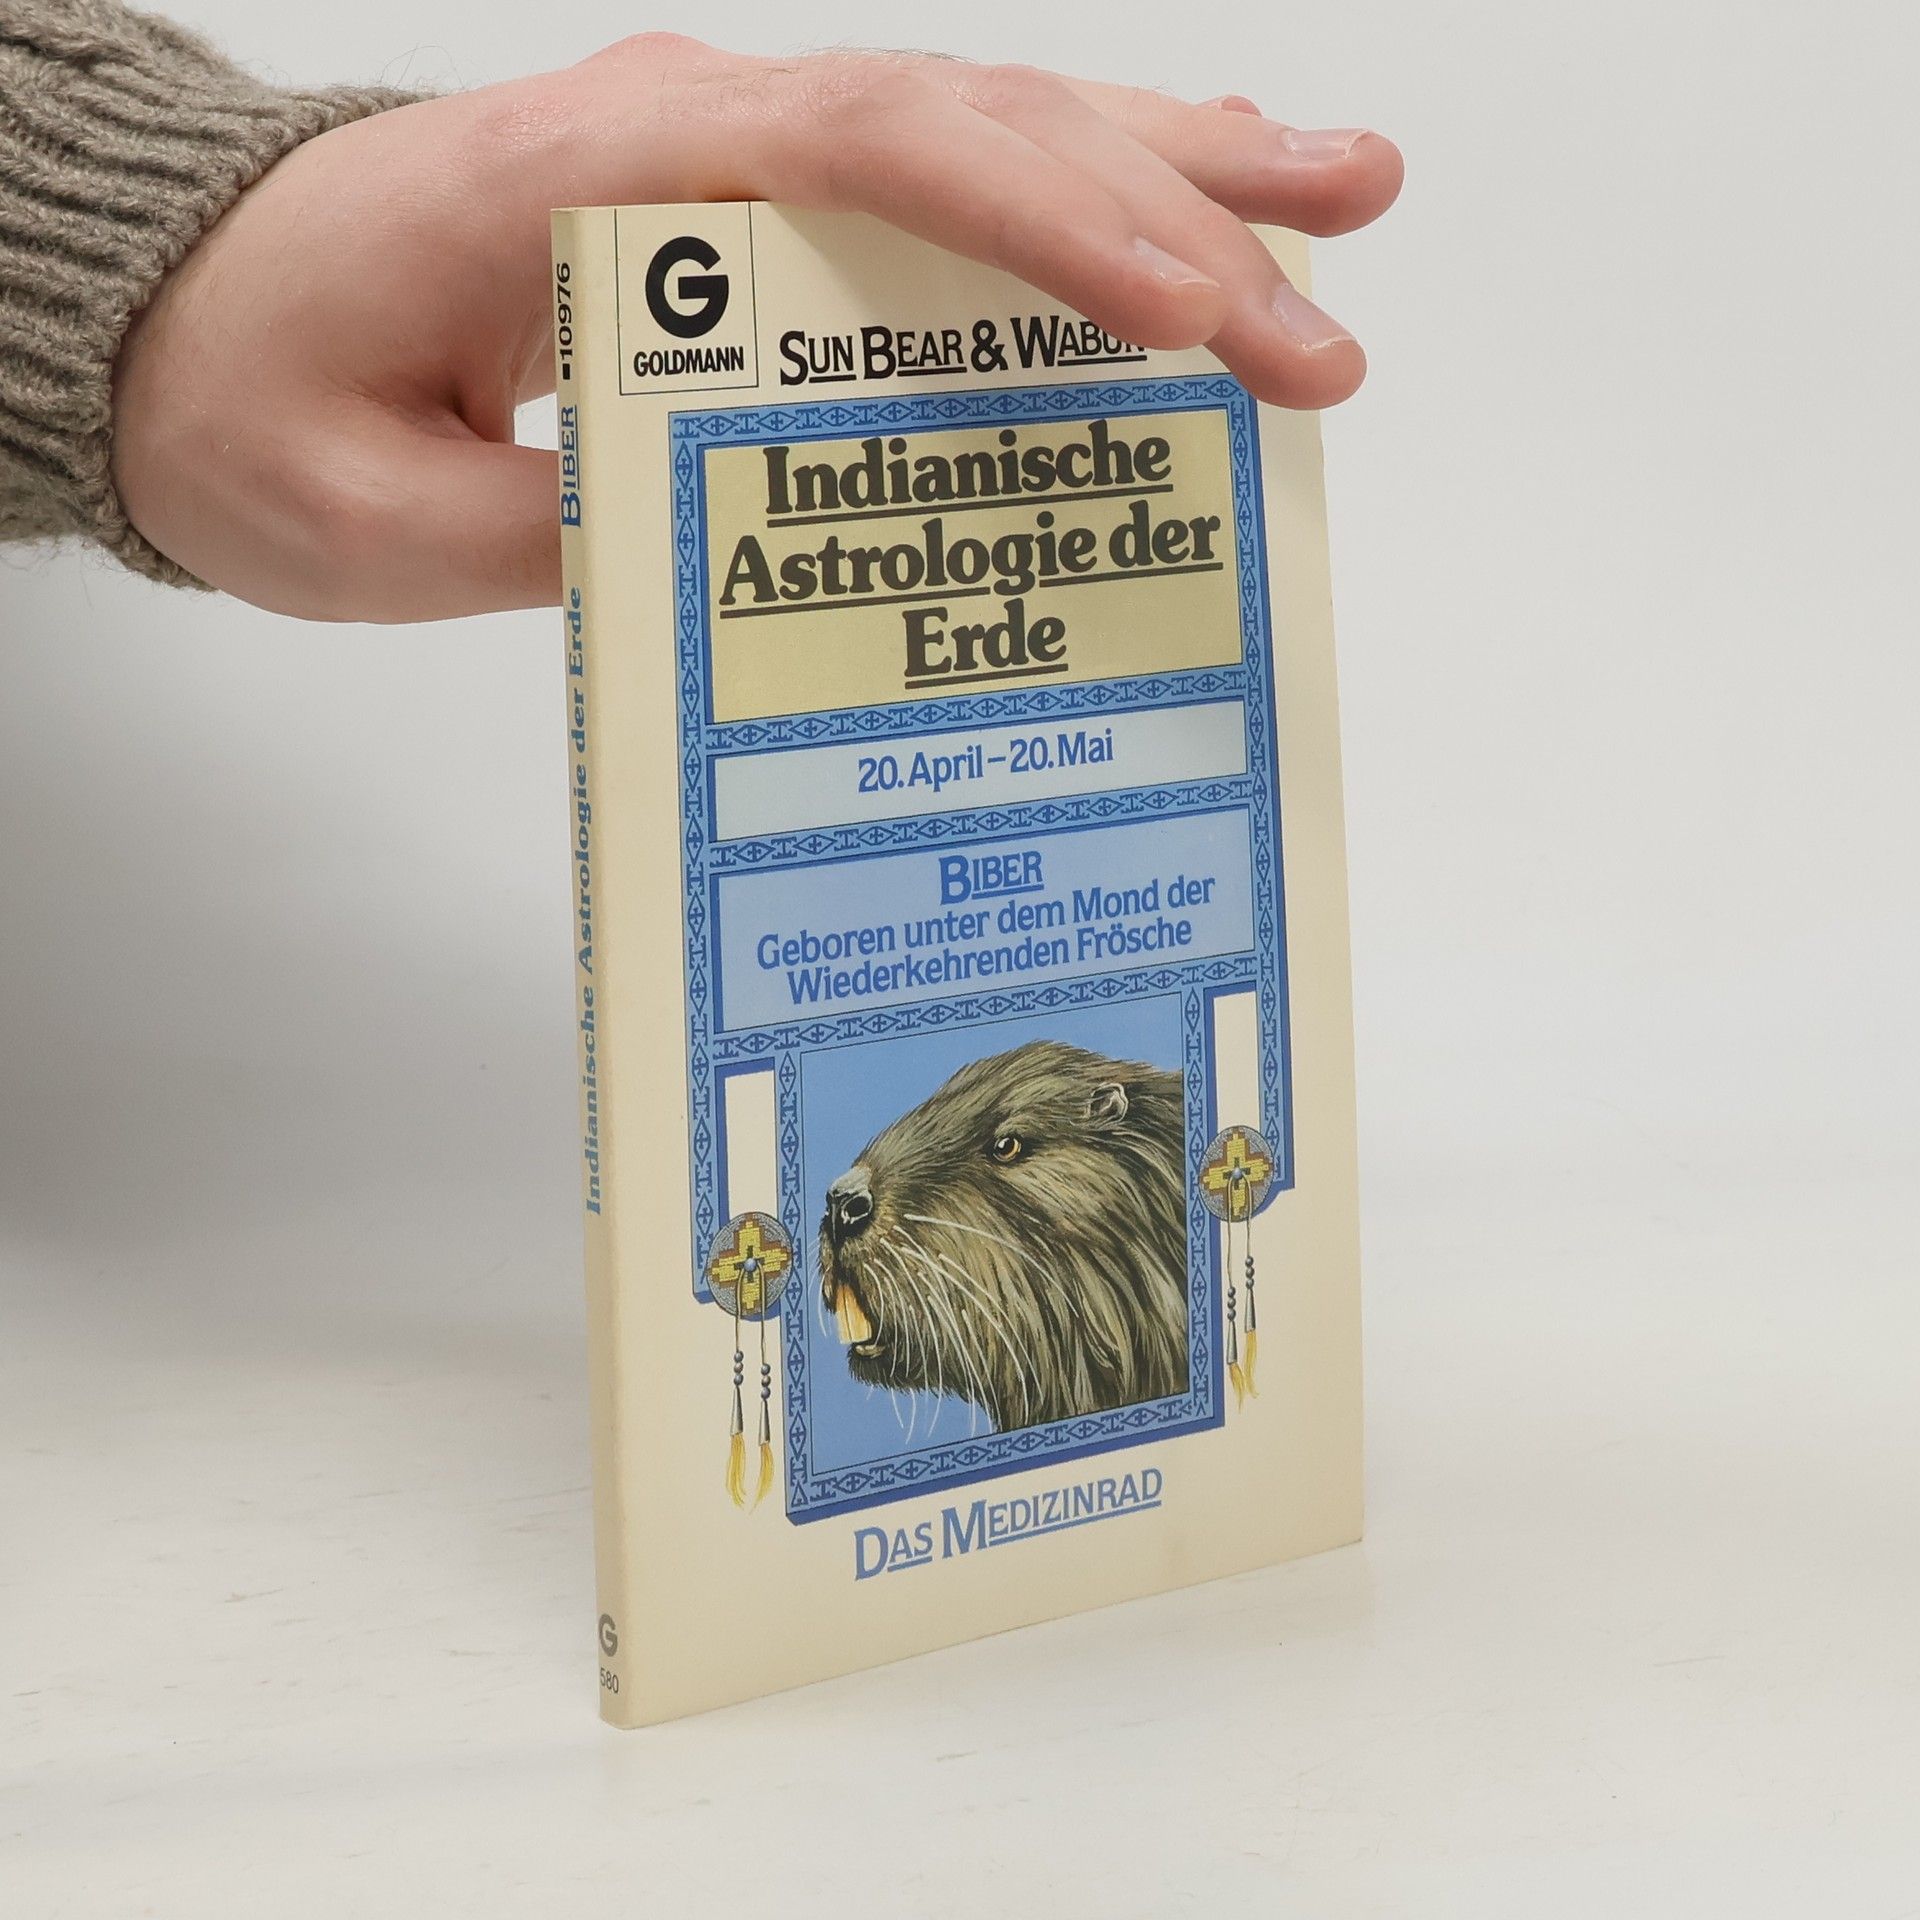 G
GOLDMANN
SUN BEAR & WABUN
Indianische
Astrologie der
Erde
20. April – 20. Mai
BIBER
Geboren unter dem Mond der
Wiederkehrenden Frösche
DAS MEDIZINRAD
Indianische Astrologie der Erde BIBER 10976
G
580